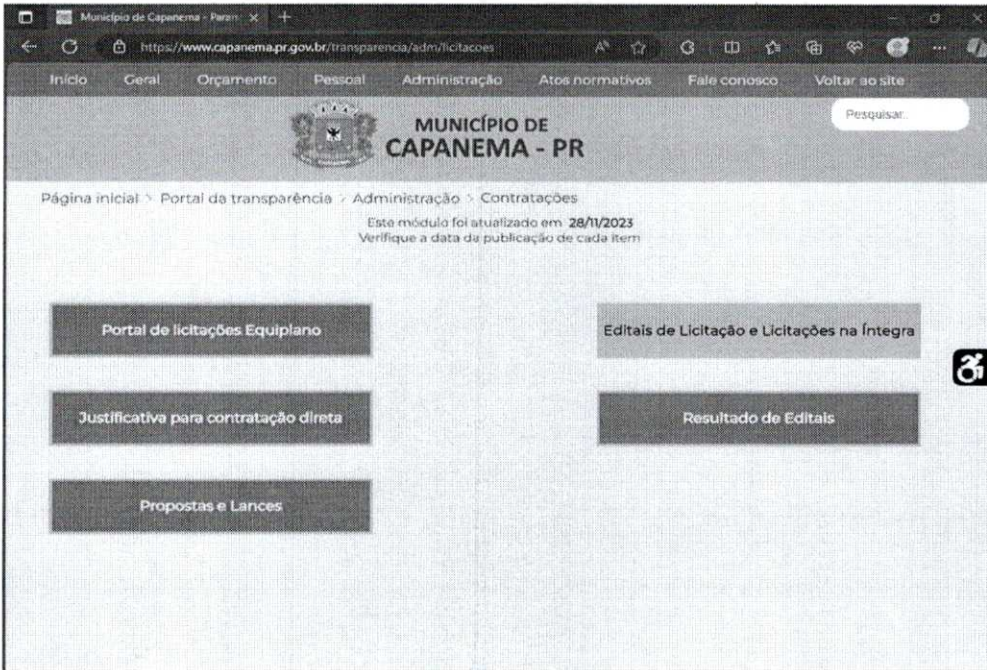 Município de Capanema - Paran
https://www.capanema.pr.gov.br/transparencia/adm/licitacoes
Início Geral Orçamento Pessoal Administração Atos normativos Fale conosco Voltar ao site
Pesquisar..
MUNICÍPIO DE
CAPANEMA - PR
Página inicial > Portal da transparência > Administração > Contratações
Este módulo foi atualizado em 28/11/2023
Verifique a data da publicação de cada item
Portal de licitações Equiplano
Editais de Licitação e Licitações na Íntegra
Justificativa para contratação direta
Resultado de Editais
Propostas e Lances